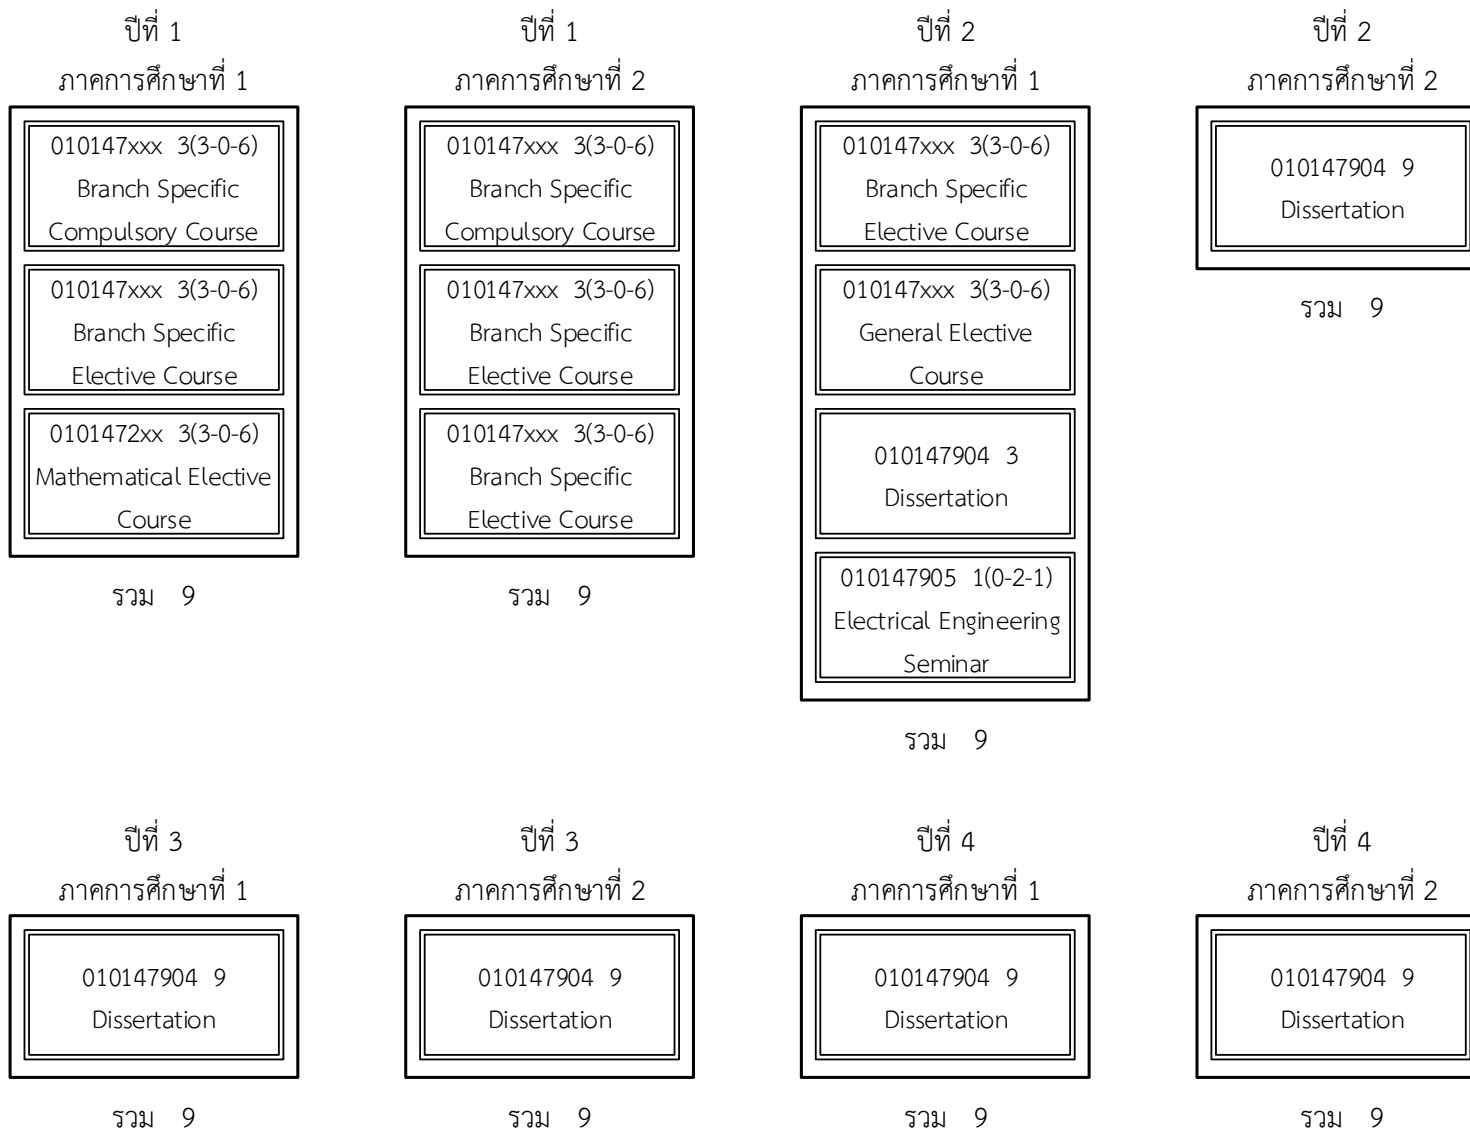 ปีที่ 1
ภาคการศึกษาที่ 1
010147xxx 3(3-0-6)
Branch Specific
Compulsory Course
010147xxx 3(3-0-6)
Branch Specific
Elective Course
0101472xx 3(3-0-6)
Mathematical Elective
Course
รวม 9
ปีที่ 1
ภาคการศึกษาที่ 2
010147xxx 3(3-0-6)
Branch Specific
Compulsory Course
010147xxx 3(3-0-6)
Branch Specific
Elective Course
010147xxx 3(3-0-6)
Branch Specific
Elective Course
รวม 9
ปีที่ 2
ภาคการศึกษาที่ 1
010147xxx 3(3-0-6)
Branch Specific
Elective Course
010147xxx 3(3-0-6)
General Elective
Course
010147904 3
Dissertation
010147905 1(0-2-1)
Electrical Engineering
Seminar
รวม 9
ปีที่ 2
ภาคการศึกษาที่ 2
010147904 9
Dissertation
รวม 9
ปีที่ 3
ภาคการศึกษาที่ 1
010147904 9
Dissertation
รวม 9
ปีที่ 3
ภาคการศึกษาที่ 2
010147904 9
Dissertation
รวม 9
ปีที่ 4
ภาคการศึกษาที่ 1
010147904 9
Dissertation
รวม 9
ปีที่ 4
ภาคการศึกษาที่ 2
010147904 9
Dissertation
รวม 9